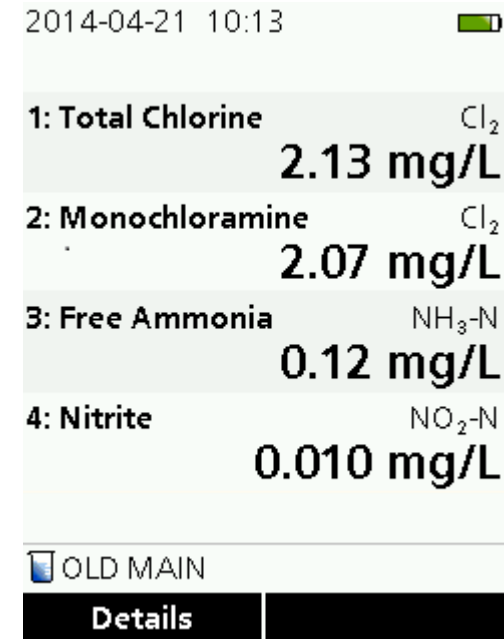 2014-04-21 10:13
1: Total Chlorine Cl₂
2.13 mg/L
2: Monochloramine Cl₂
2.07 mg/L
3: Free Ammonia NH₃-N
0.12 mg/L
4: Nitrite NO₂-N
0.010 mg/L
OLD MAIN
Details